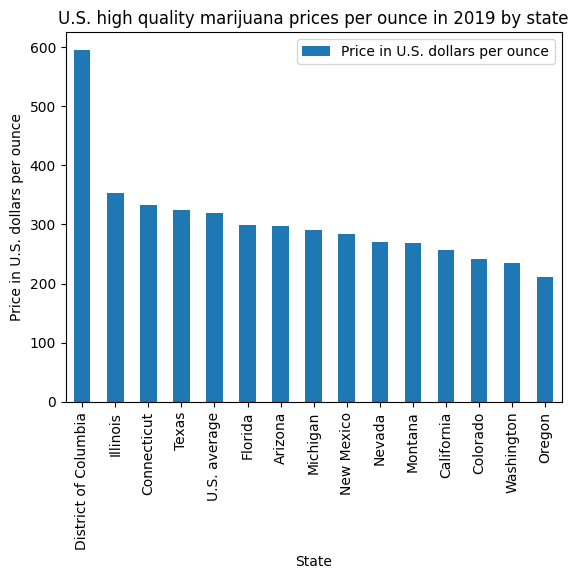 U.S. high quality marijuana prices per ounce in 2019 by state
Price in U.S. dollars per ounce
Price in U.S. dollars per ounce
600
500
400
300
200
100
0
District of Columbia
Illinois
Connecticut
Texas
U.S. average
Florida
Arizona
Michigan
New Mexico
Nevada
Montana
California
Colorado
Washington
Oregon
State